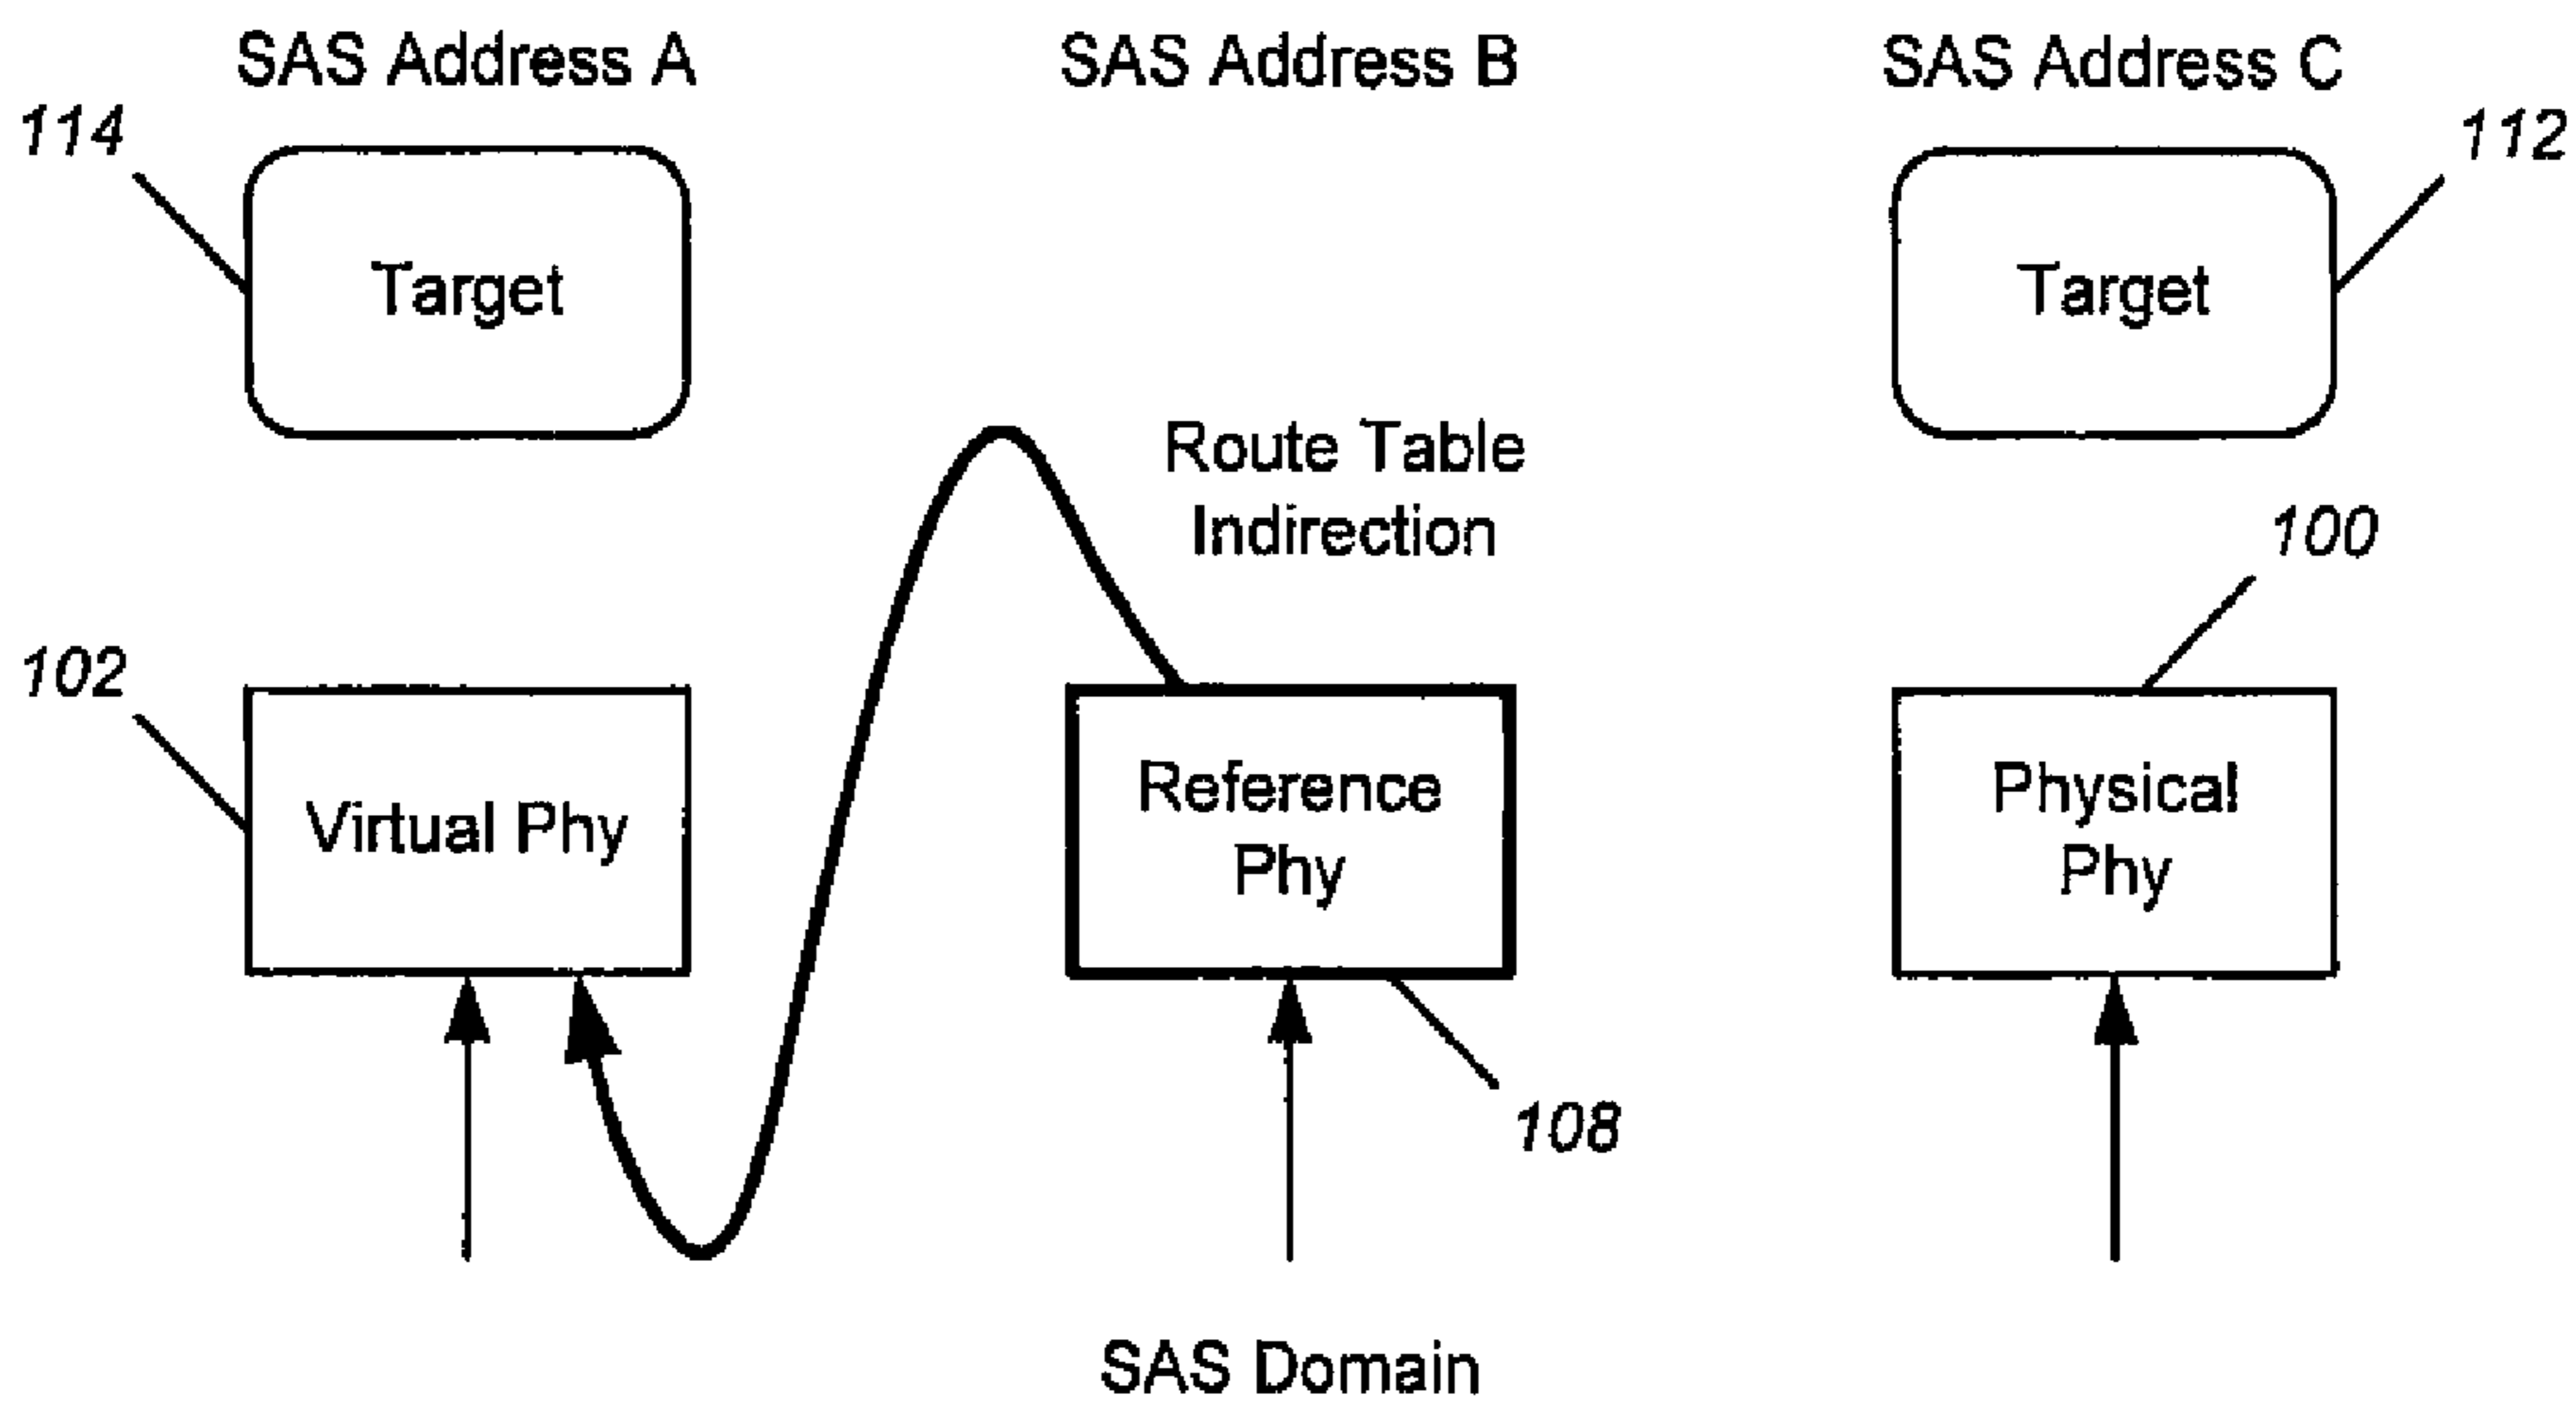 SAS Address A
SAS Address B
SAS Address C
114
112
Target
Target
Route Table
Indirection
100
102
Virtual Phy
Reference
Phy
Physical
Phy
108
SAS Domain